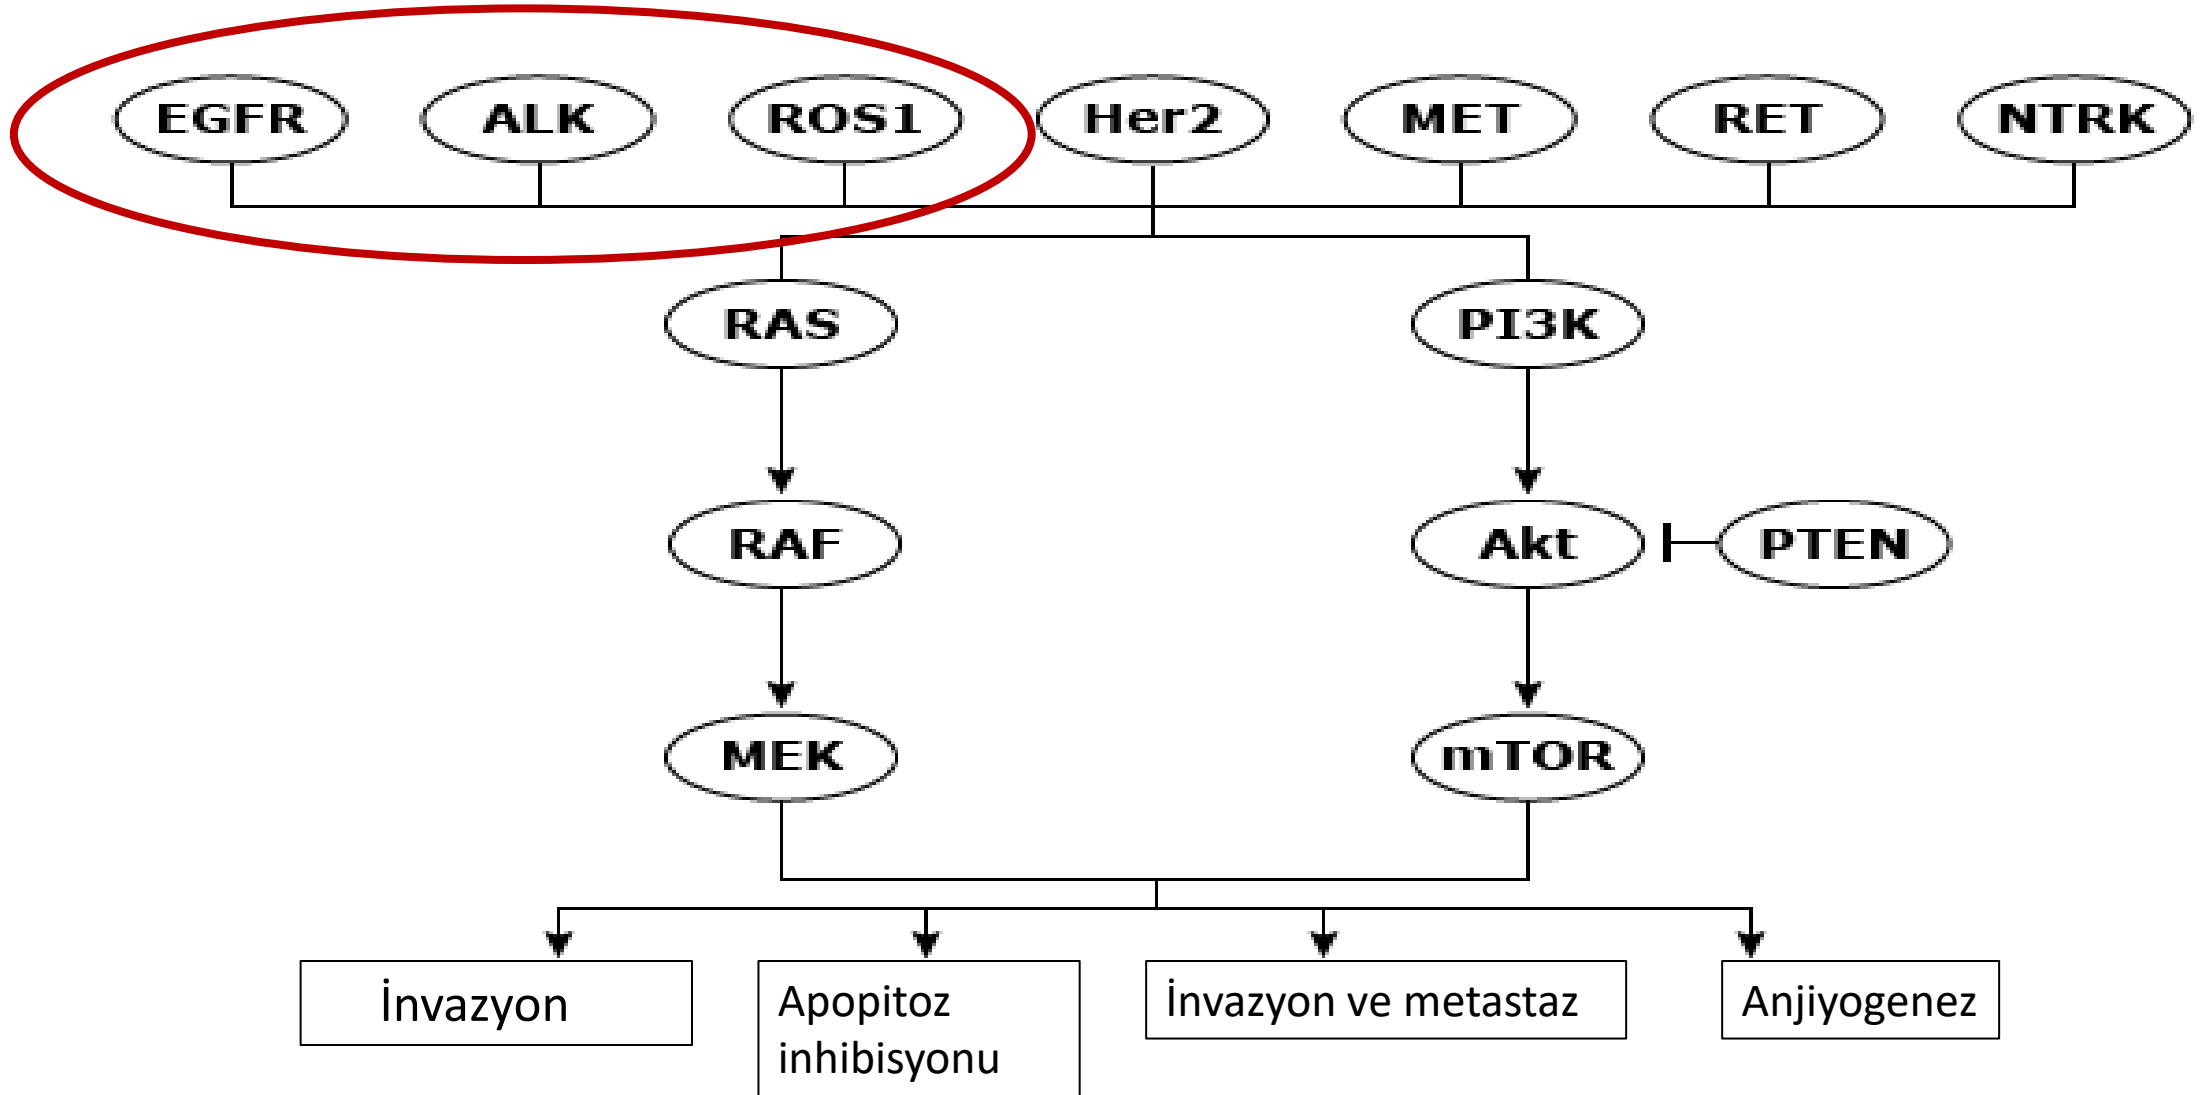 EGFR ALK ROS1 Her2 MET RET NTRK
RAS PI3K
RAF Akt PTEN
MEK mTOR
İnvazyon
Apopitoz
inhibisyonu
İnvazyon ve metastaz
Anjiyogenez